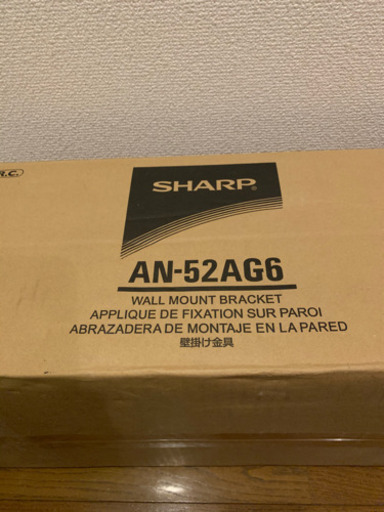 R.C.
SHARP®
AN-52AG6
WALL MOUNT BRACKET
APPLIQUE DE FIXATION SUR PAROI
ABRAZADERA DE MONTAJE EN LA PARED
壁掛け金具